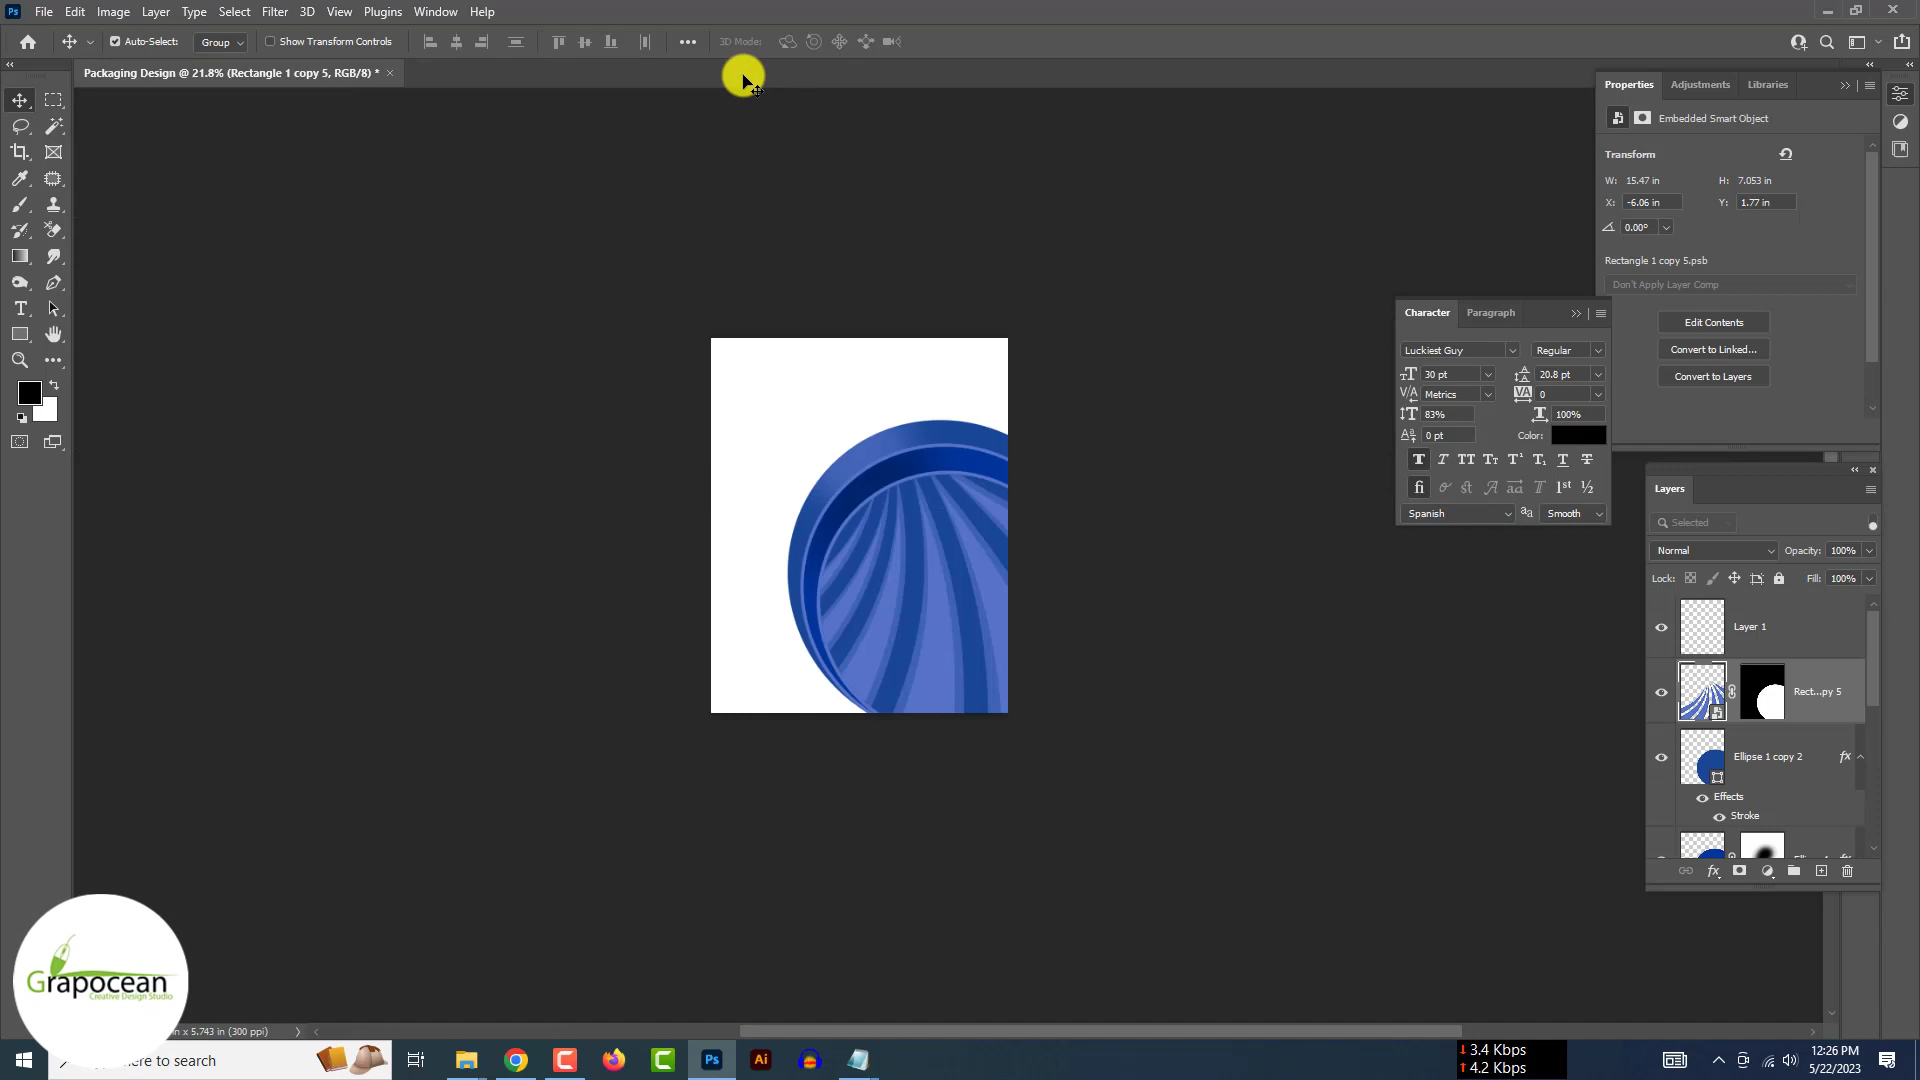 File Edit Image Layer Type Select Filter 3D View Plugins Window Help
Auto-Select: Group Show Transform Controls 3D Mode:
Packaging Design @ 21.8% (Rectangle 1 copy 5, RGB/8) *
Properties Adjustments Libraries
Embedded Smart Object
Transform
W: 15.47 in H: 7.053 in
X: -6.06 in Y: 1.77 in
0.00°
Rectangle 1 copy 5.psb
Don't Apply Layer Comp
Edit Contents
Convert to Linked...
Convert to Layers
Character Paragraph
Luckiest Guy Regular
30 pt 20.8 pt
Metrics 0
83% 100%
0 pt Color:
Spanish Smooth
Layers
Selected
Normal Opacity: 100%
Lock: Fill: 100%
Layer 1
Rect...py 5
Ellipse 1 copy 2 fx
Effects
Stroke
Grapocean
Creative Design Studio
in x 5.743 in (300 ppi)
here to search
3.4 Kbps
4.2 Kbps
12:26 PM
5/22/2023